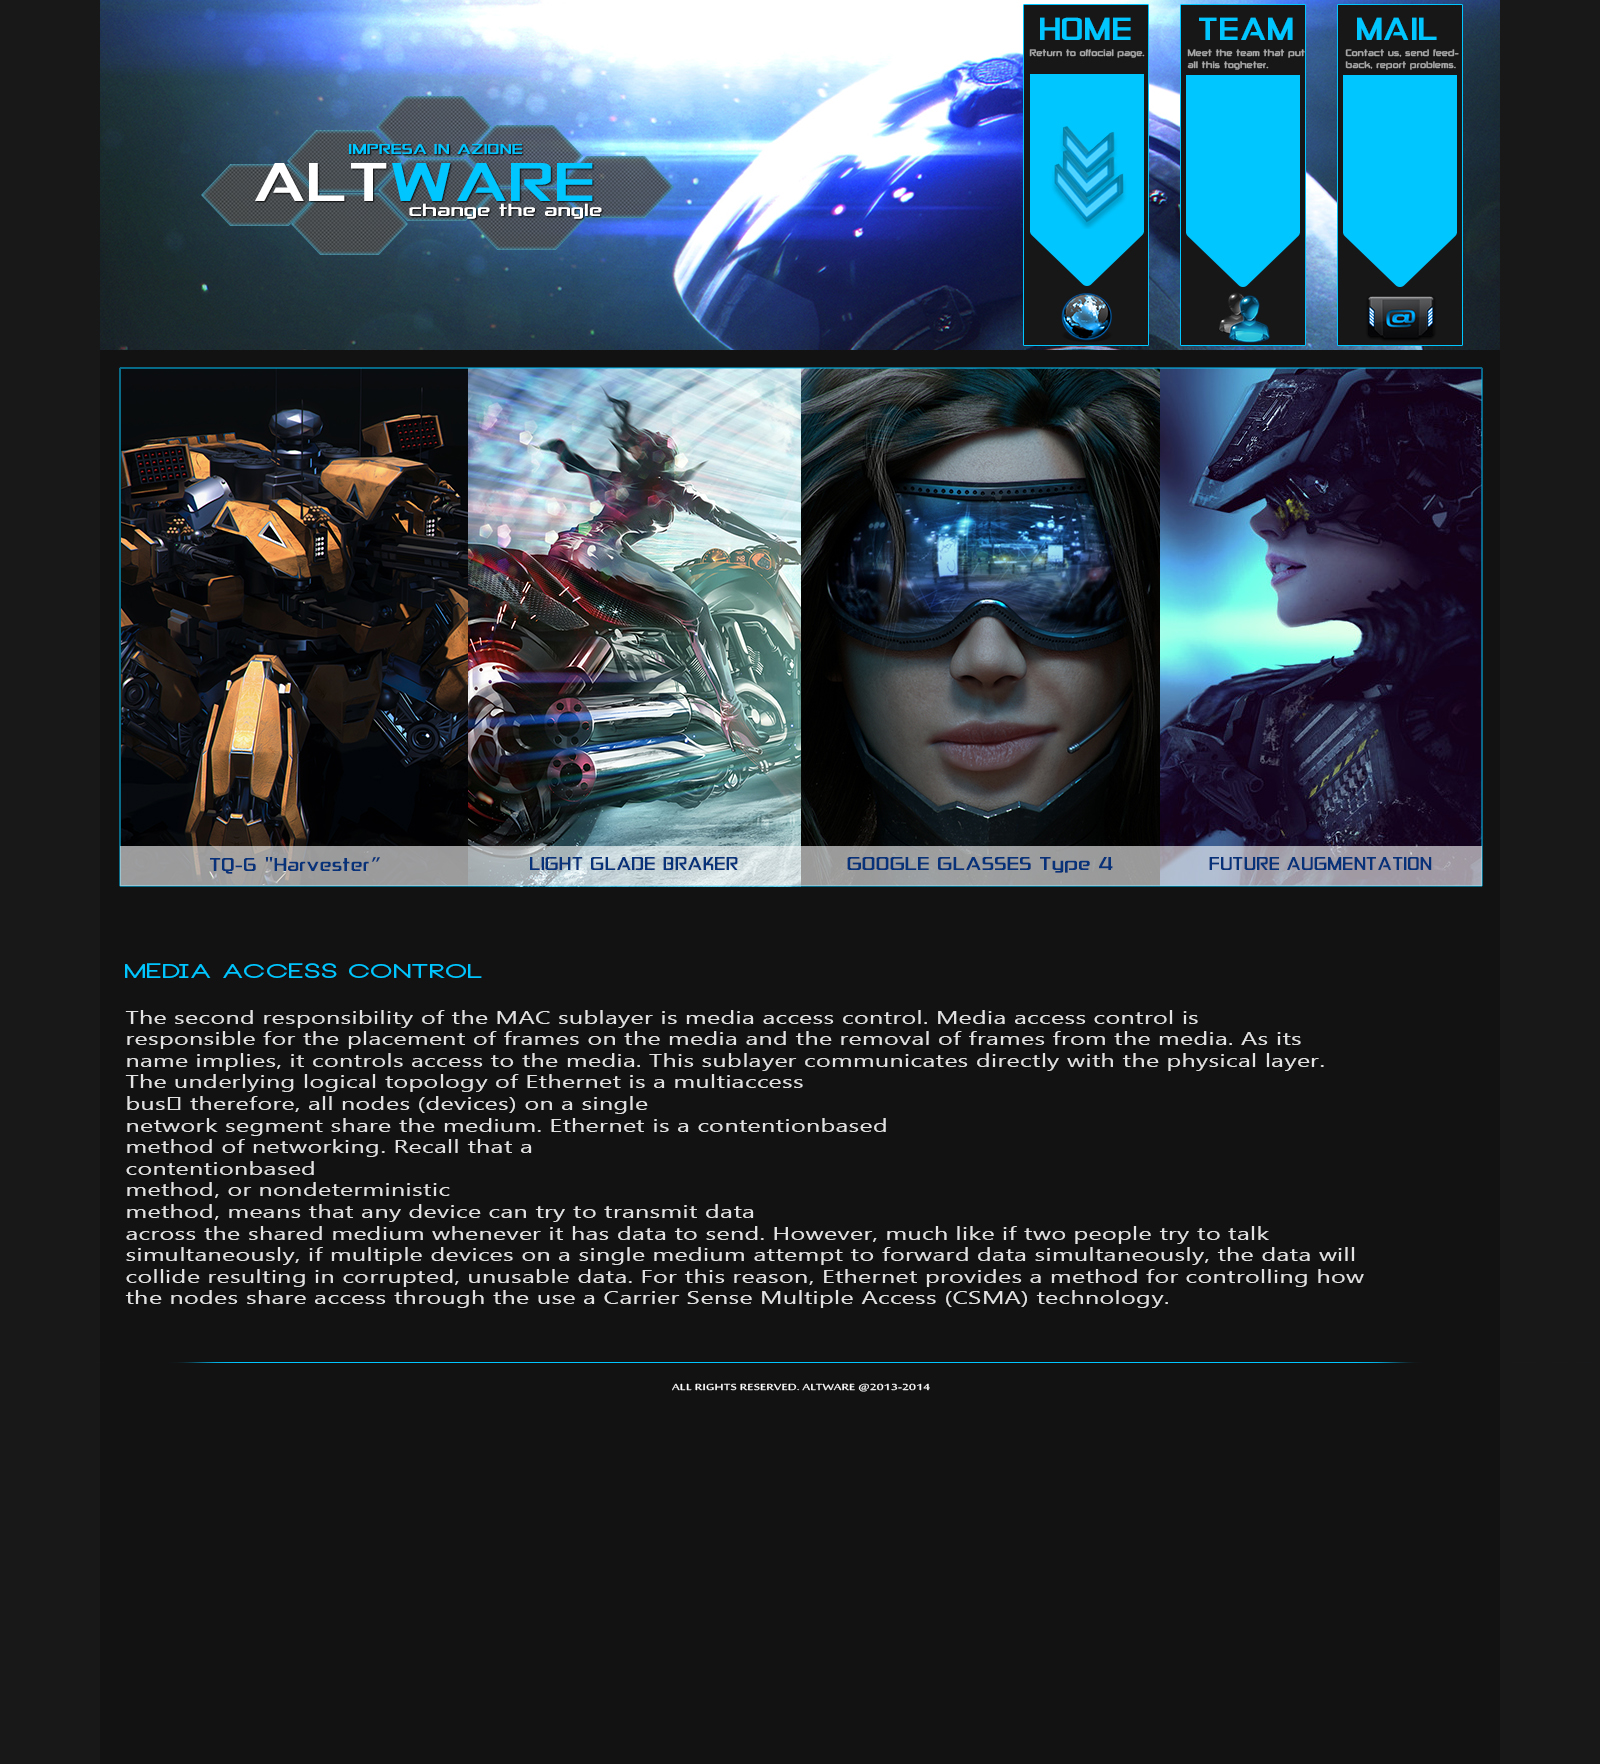 HOME
Return to offocial page.
TEAM
Meet the team that put
all this togheter.
MAIL
Contact us, send feed-
back, report problems.
IMPRESA IN AZIONE
ALTWARE
change the angle
@
TQ-6 "Harvester”
LIGHT GLADE BRAKER
GOOGLE GLASSES Type 4
FUTURE AUGMENTATION
MEDIA ACCESS CONTROL
The second responsibility of the MAC sublayer is media access control. Media access control is
responsible for the placement of frames on the media and the removal of frames from the media. As its
name implies, it controls access to the media. This sublayer communicates directly with the physical layer.
The underlying logical topology of Ethernet is a multiaccess
bus▯ therefore, all nodes (devices) on a single
network segment share the medium. Ethernet is a contentionbased
method of networking. Recall that a
contentionbased
method, or nondeterministic
method, means that any device can try to transmit data
across the shared medium whenever it has data to send. However, much like if two people try to talk
simultaneously, if multiple devices on a single medium attempt to forward data simultaneously, the data will
collide resulting in corrupted, unusable data. For this reason, Ethernet provides a method for controlling how
the nodes share access through the use a Carrier Sense Multiple Access (CSMA) technology.
ALL RIGHTS RESERVED. ALTWARE @2013-2014